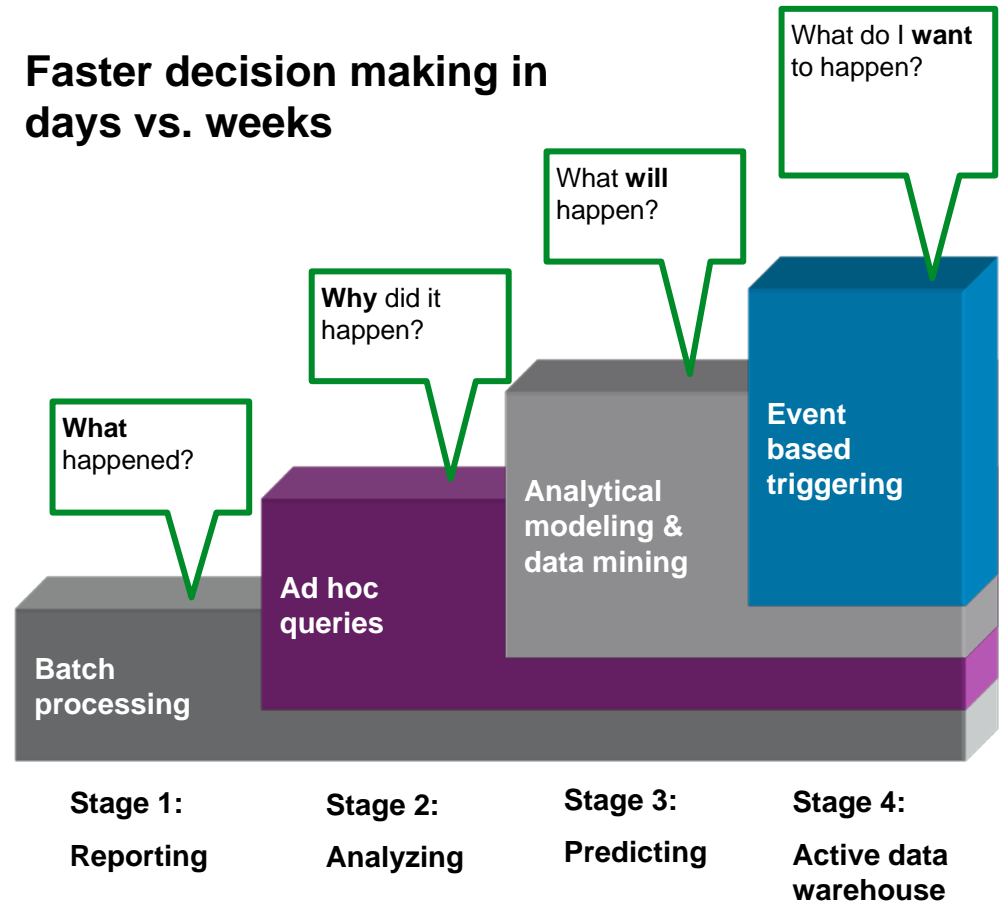 Faster decision making in
days vs. weeks
What do I want
to happen?
What will
happen?
Why did it
happen?
What
happened?
Event
based
triggering
Analytical
modeling &
data mining
Ad hoc
queries
Batch
processing
Stage 1:
Reporting
Stage 2:
Analyzing
Stage 3:
Predicting
Stage 4:
Active data
warehouse